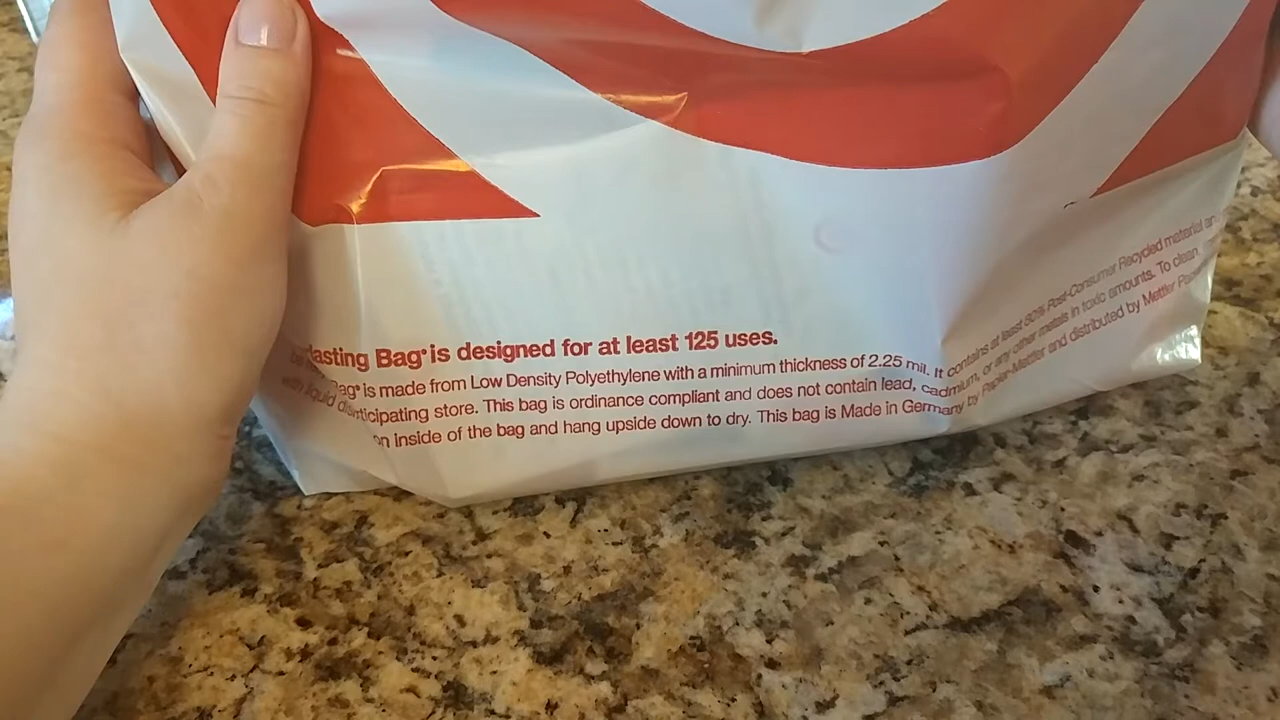 lasting Bag® is designed for at least 125 uses.
Bag® is made from Low Density Polyethylene with a minimum thickness of 2.25 mil. It contains at least 80% Post-Consumer Recycled material
with liquid participating store. This bag is ordinance compliant and does not contain lead, cadmium, or any other metals in toxic amounts. To clean,
on inside of the bag and hang upside down to dry. This bag is Made in Germany by Papier-Mettler and distributed by Mettler